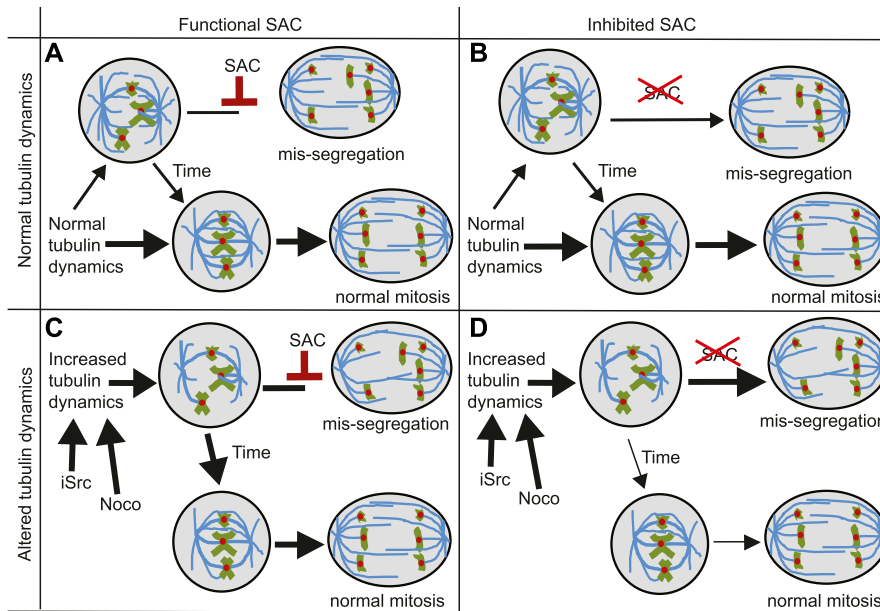 Functional SAC
Inhibited SAC
Normal tubulin dynamics
Altered tubulin dynamics
A
SAC
mis-segregation
Time
Normal
tubulin
dynamics
normal mitosis
B
SAC
mis-segregation
Time
Normal
tubulin
dynamics
normal mitosis
C
Increased
tubulin
dynamics
SAC
mis-segregation
iSrc
Noco
Time
normal mitosis
D
Increased
tubulin
dynamics
SAC
mis-segregation
iSrc
Noco
Time
normal mitosis